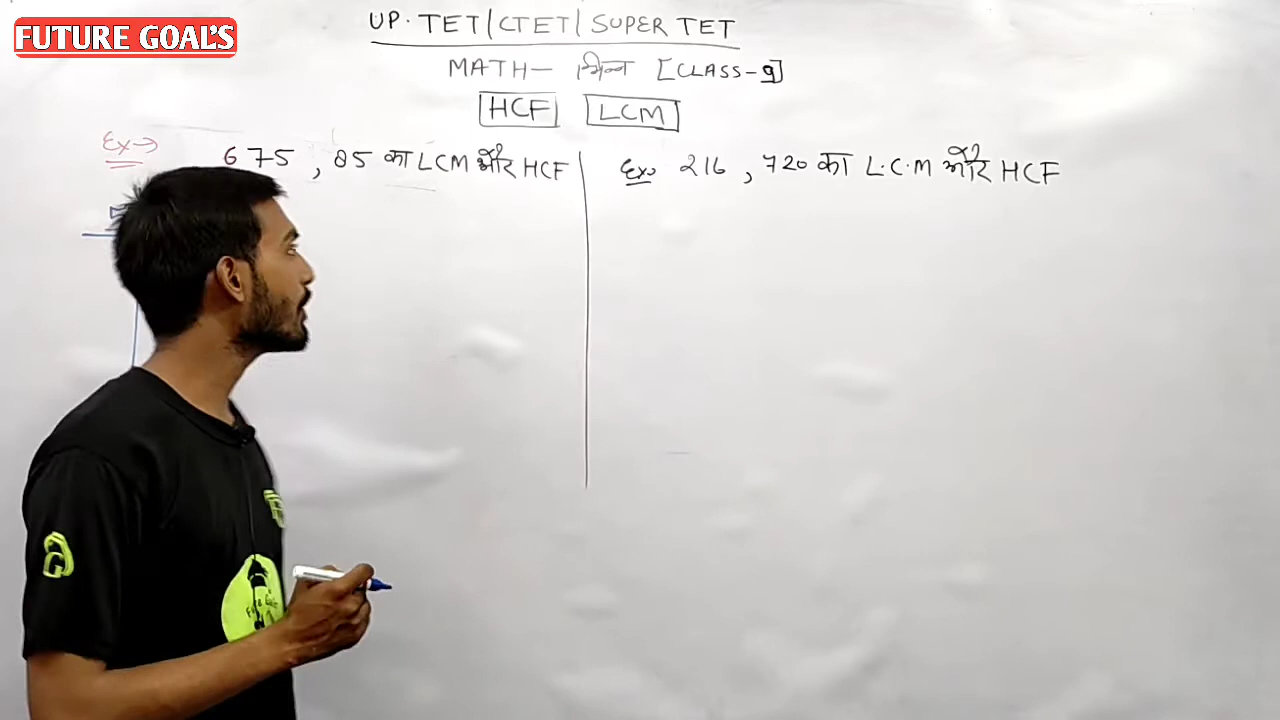 FUTURE GOAL'S
UP. TET/CTET/ SUPER TET
MATH— भिन्न [CLASS-9]
HCF LCM
Ex→ 675, 85 का LCM और HCF
Ex→ 216, 720 का L.C.M और HCF